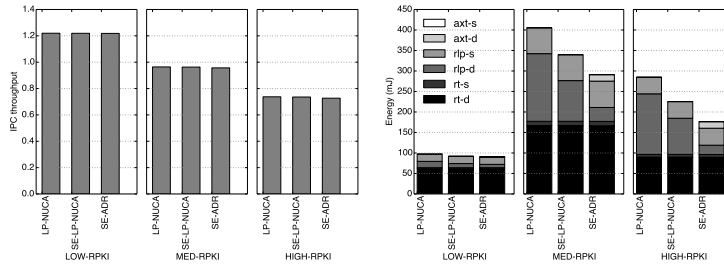 IPC throughput
1.4
1.2
1.0
0.8
0.6
0.4
0.2
0.0
LP-NUCA
SE-LP-NUCA
SE-ADR
LOW-RPKI
LP-NUCA
SE-LP-NUCA
SE-ADR
MED-RPKI
LP-NUCA
SE-LP-NUCA
SE-ADR
HIGH-RPKI
Energy (mJ)
450
400
350
300
250
200
150
100
50
0
axt-s
axt-d
rlp-s
rlp-d
rt-s
rt-d
LP-NUCA
SE-LP-NUCA
SE-ADR
LOW-RPKI
LP-NUCA
SE-LP-NUCA
SE-ADR
MED-RPKI
LP-NUCA
SE-LP-NUCA
SE-ADR
HIGH-RPKI